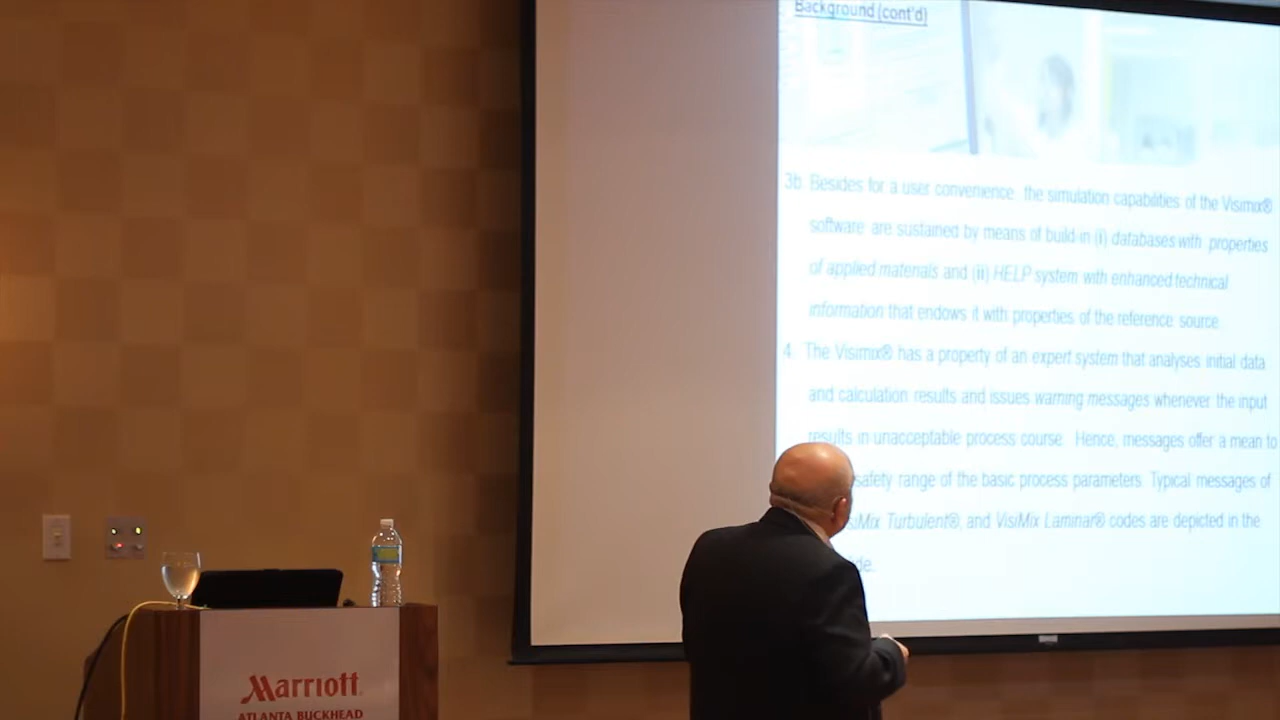 Background (cont'd)
3b. Besides for a user convenience, the simulation capabilities of the Visimix®
software are sustained by means of build-in (i) databases with properties
of applied materials and (ii) HELP system with enhanced technical
information that endows it with properties of the reference source.
4. The Visimix® has a property of an expert system that analyses initial data
and calculation results and issues warning messages whenever the input
results in unacceptable process course. Hence, messages offer a mean to
safety range of the basic process parameters. Typical messages of
Turbulent®, and VisiMix Laminar® codes are depicted in the
Marriott
ATLANTA BUCKHEAD